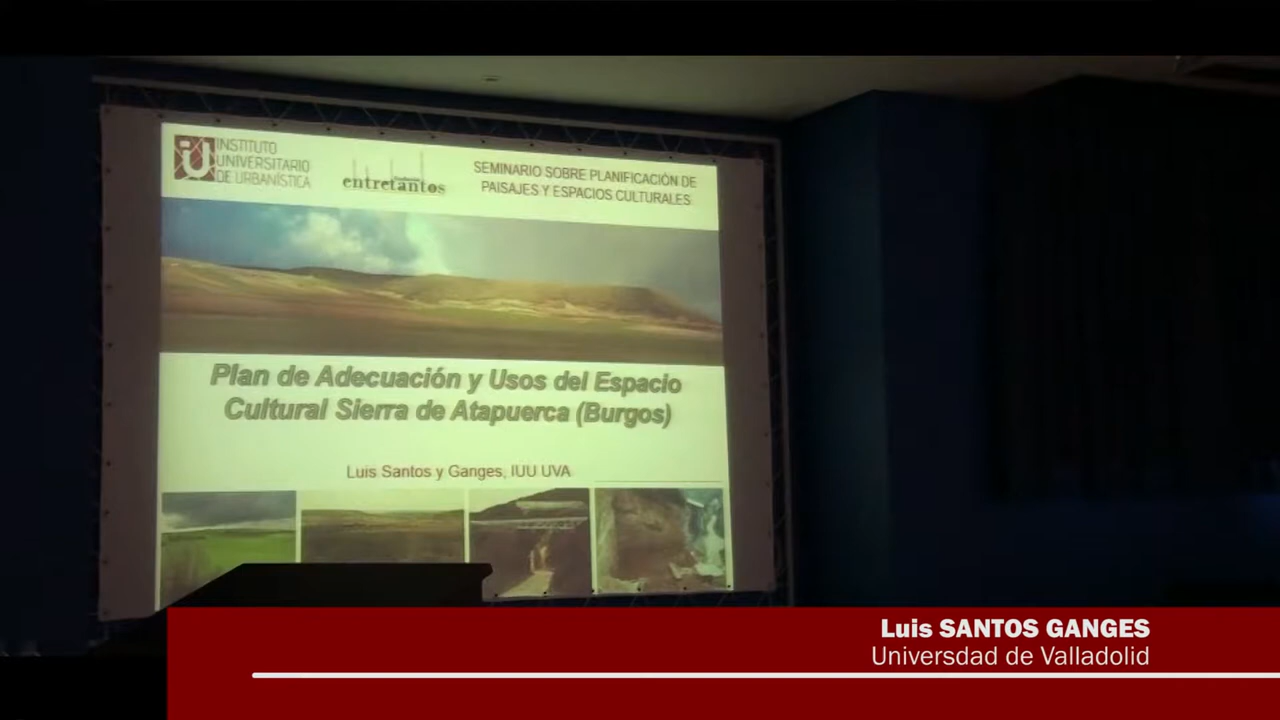 INSTITUTO
UNIVERSITARIO
DE URBANÍSTICA
entretantos
SEMINARIO SOBRE PLANIFICACIÓN DE
PAISAJES Y ESPACIOS CULTURALES
Plan de Adecuación y Usos del Espacio
Cultural Sierra de Atapuerca (Burgos)
Luis Santos y Ganges, IUU UVA
Luis SANTOS GANGES
Universdad de Valladolid